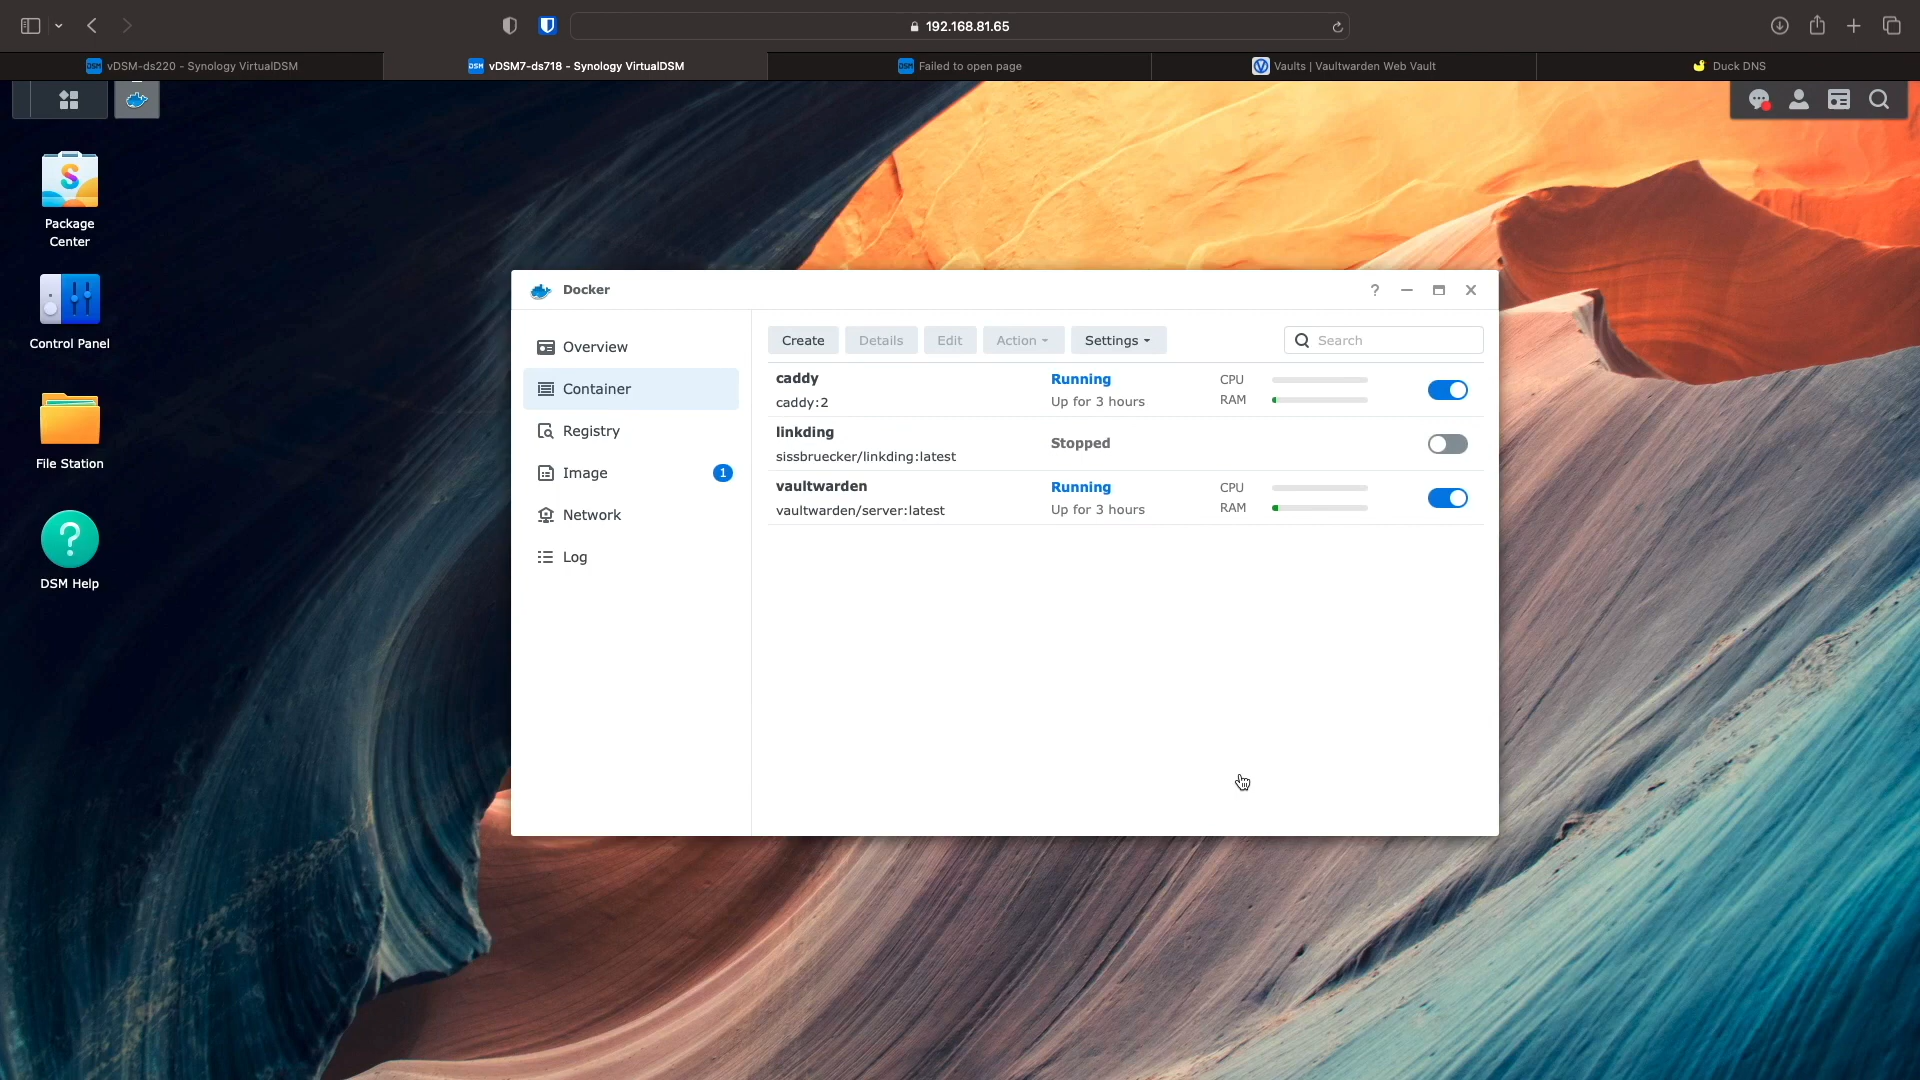 192.168.81.65
vDSM-ds220 - Synology VirtualDSM
vDSM7-ds718 - Synology VirtualDSM
Failed to open page
Vaults | Vaultwarden Web Vault
Duck DNS
Package
Center
Control Panel
File Station
DSM Help
Docker
Overview
Container
Registry
Image
1
Network
Log
Create
Details
Edit
Action
Settings
Search
caddy
caddy:2
Running
Up for 3 hours
CPU
RAM
linkding
sissbruecker/linkding:latest
Stopped
vaultwarden
vaultwarden/server:latest
Running
Up for 3 hours
CPU
RAM